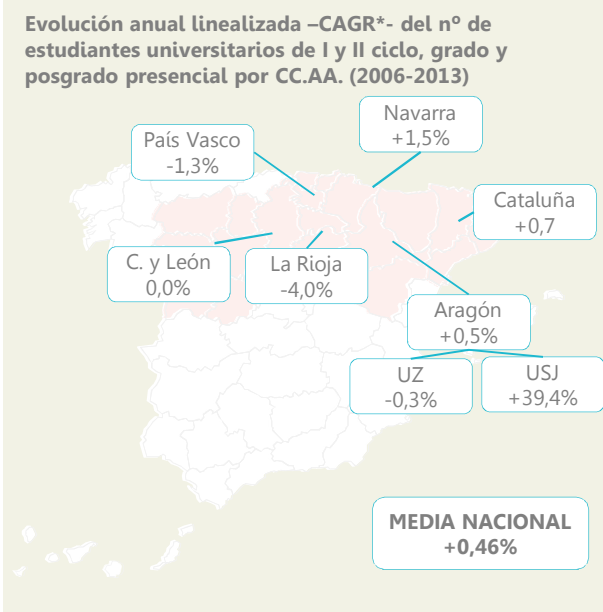 Evolución anual linealizada –CAGR*- del nº de
estudiantes universitarios de I y II ciclo, grado y
posgrado presencial por CC.AA. (2006-2013)
Navarra
+1,5%
País Vasco
-1,3%
Cataluña
+0,7
C. y León
0,0%
La Rioja
-4,0%
Aragón
+0,5%
UZ
-0,3%
USJ
+39,4%
MEDIA NACIONAL
+0,46%